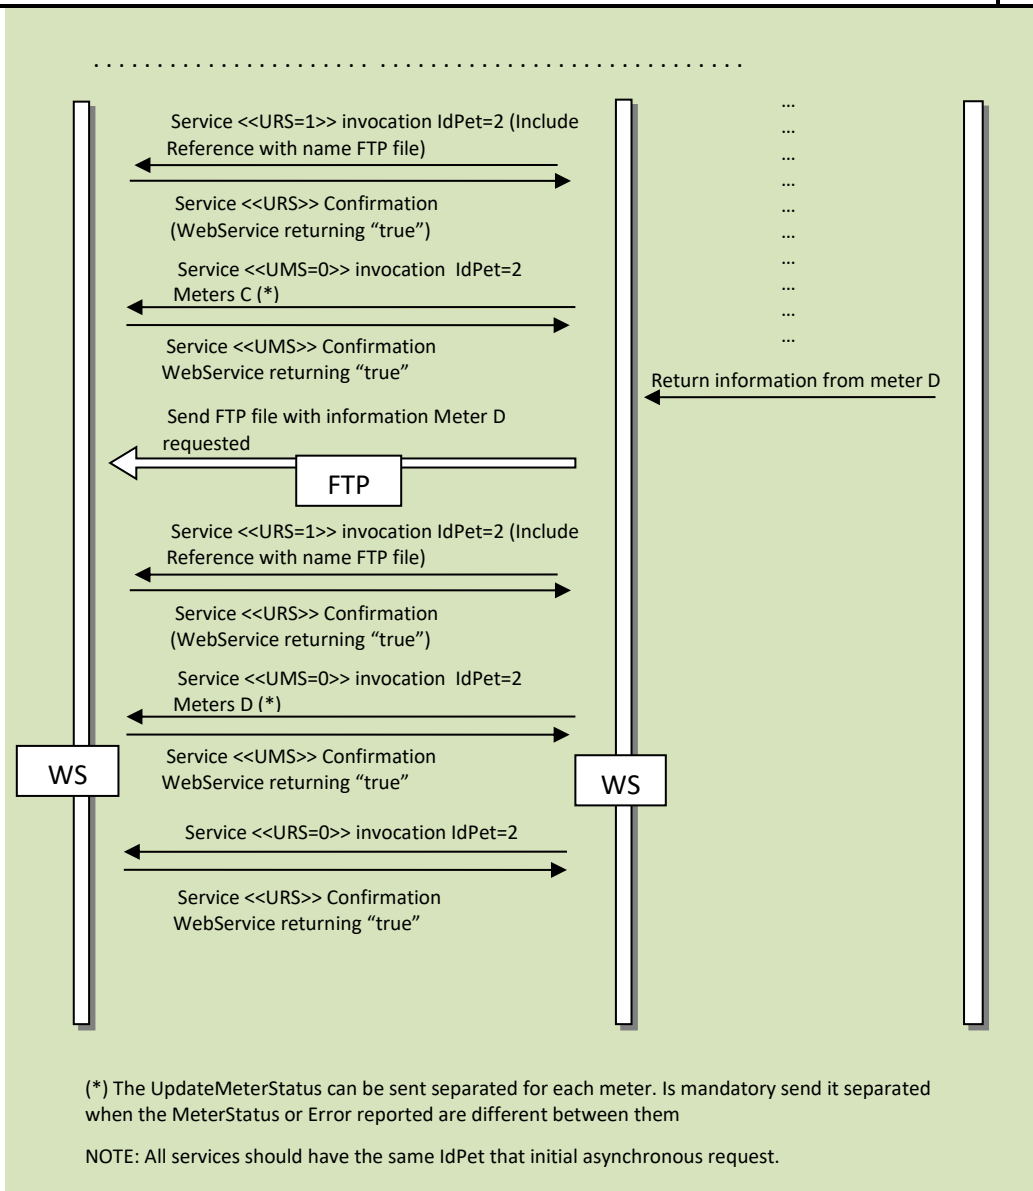 . . . . . . . . . . . . . . . . . . . . . . . . . . . . . . . . . . . . . . . . . . . . . . . . . . .
Service <<URS=1>> invocation IdPet=2 (Include
Reference with name FTP file)
Service <<URS>> Confirmation
(WebService returning “true”)
Service <<UMS=0>> invocation IdPet=2
Meters C (*)
Service <<UMS>> Confirmation
WebService returning “true”
...
...
...
...
...
...
...
...
...
...
Return information from meter D
Send FTP file with information Meter D
requested
FTP
Service <<URS=1>> invocation IdPet=2 (Include
Reference with name FTP file)
Service <<URS>> Confirmation
(WebService returning “true”)
Service <<UMS=0>> invocation IdPet=2
Meters D (*)
Service <<UMS>> Confirmation
WebService returning “true”
WS
WS
Service <<URS=0>> invocation IdPet=2
Service <<URS>> Confirmation
WebService returning “true”
(*) The UpdateMeterStatus can be sent separated for each meter. Is mandatory send it separated
when the MeterStatus or Error reported are different between them
NOTE: All services should have the same IdPet that initial asynchronous request.